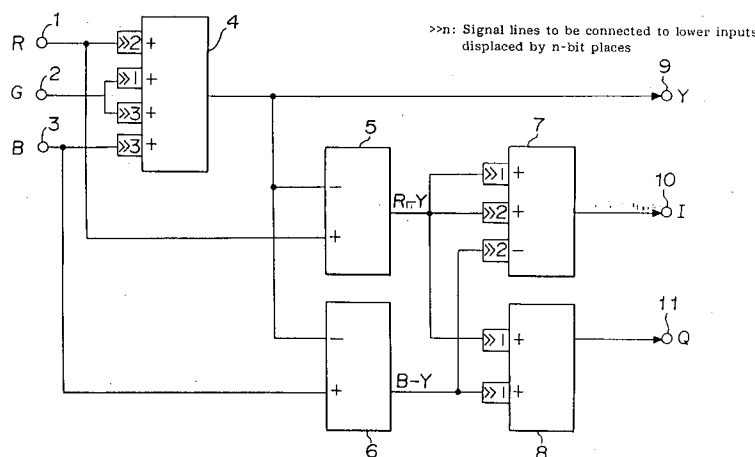 >>n: Signal lines to be connected to lower inputs
displaced by n-bit places
1
R
>>2 +
4
2
G
>>1 +
>>3 +
9
Y
3
B
>>3 +
5
−
+
R−Y
7
>>1 +
>>2 +
>>2 −
10
I
6
−
+
B−Y
8
>>1 +
>>1 +
11
Q